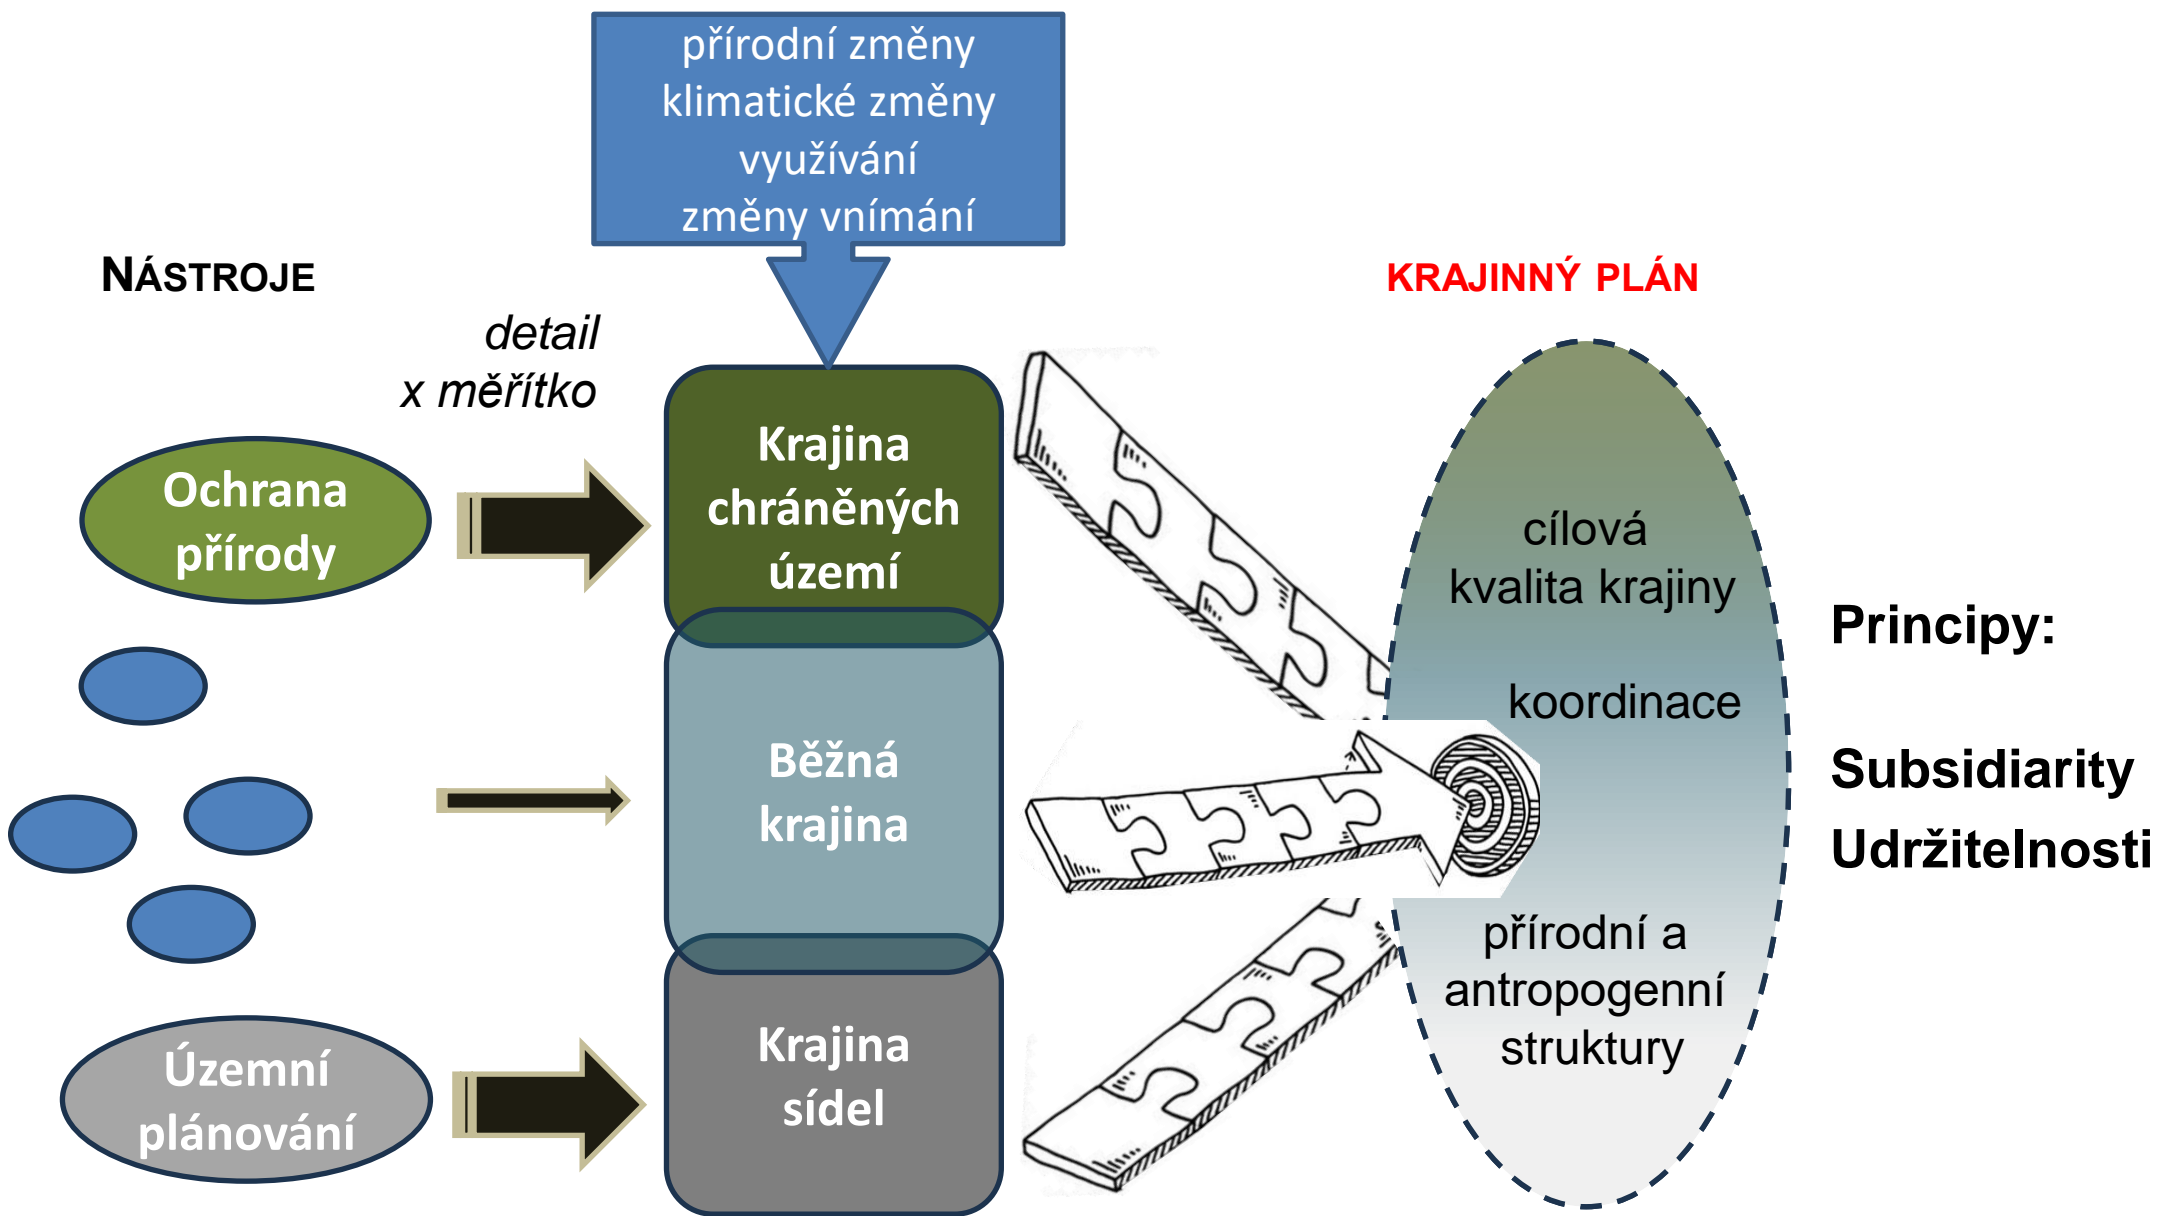 přírodní změny
klimatické změny
využívání
změny vnímání
NÁSTROJE
detail
x měřítko
KRAJINNÝ PLÁN
Ochrana
přírody
Krajina
chráněných
území
Běžná
krajina
Územní
plánování
Krajina
sídel
cílová
kvalita krajiny
koordinace
přírodní a
antropogenní
struktury
Principy:
Subsidiarity
Udržitelnosti